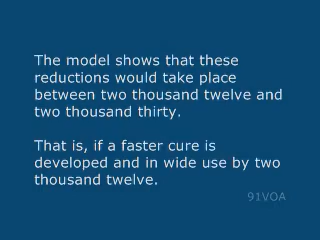 The model shows that these
reductions would take place
between two thousand twelve and
two thousand thirty.
That is, if a faster cure is
developed and in wide use by two
thousand twelve.
91VOA